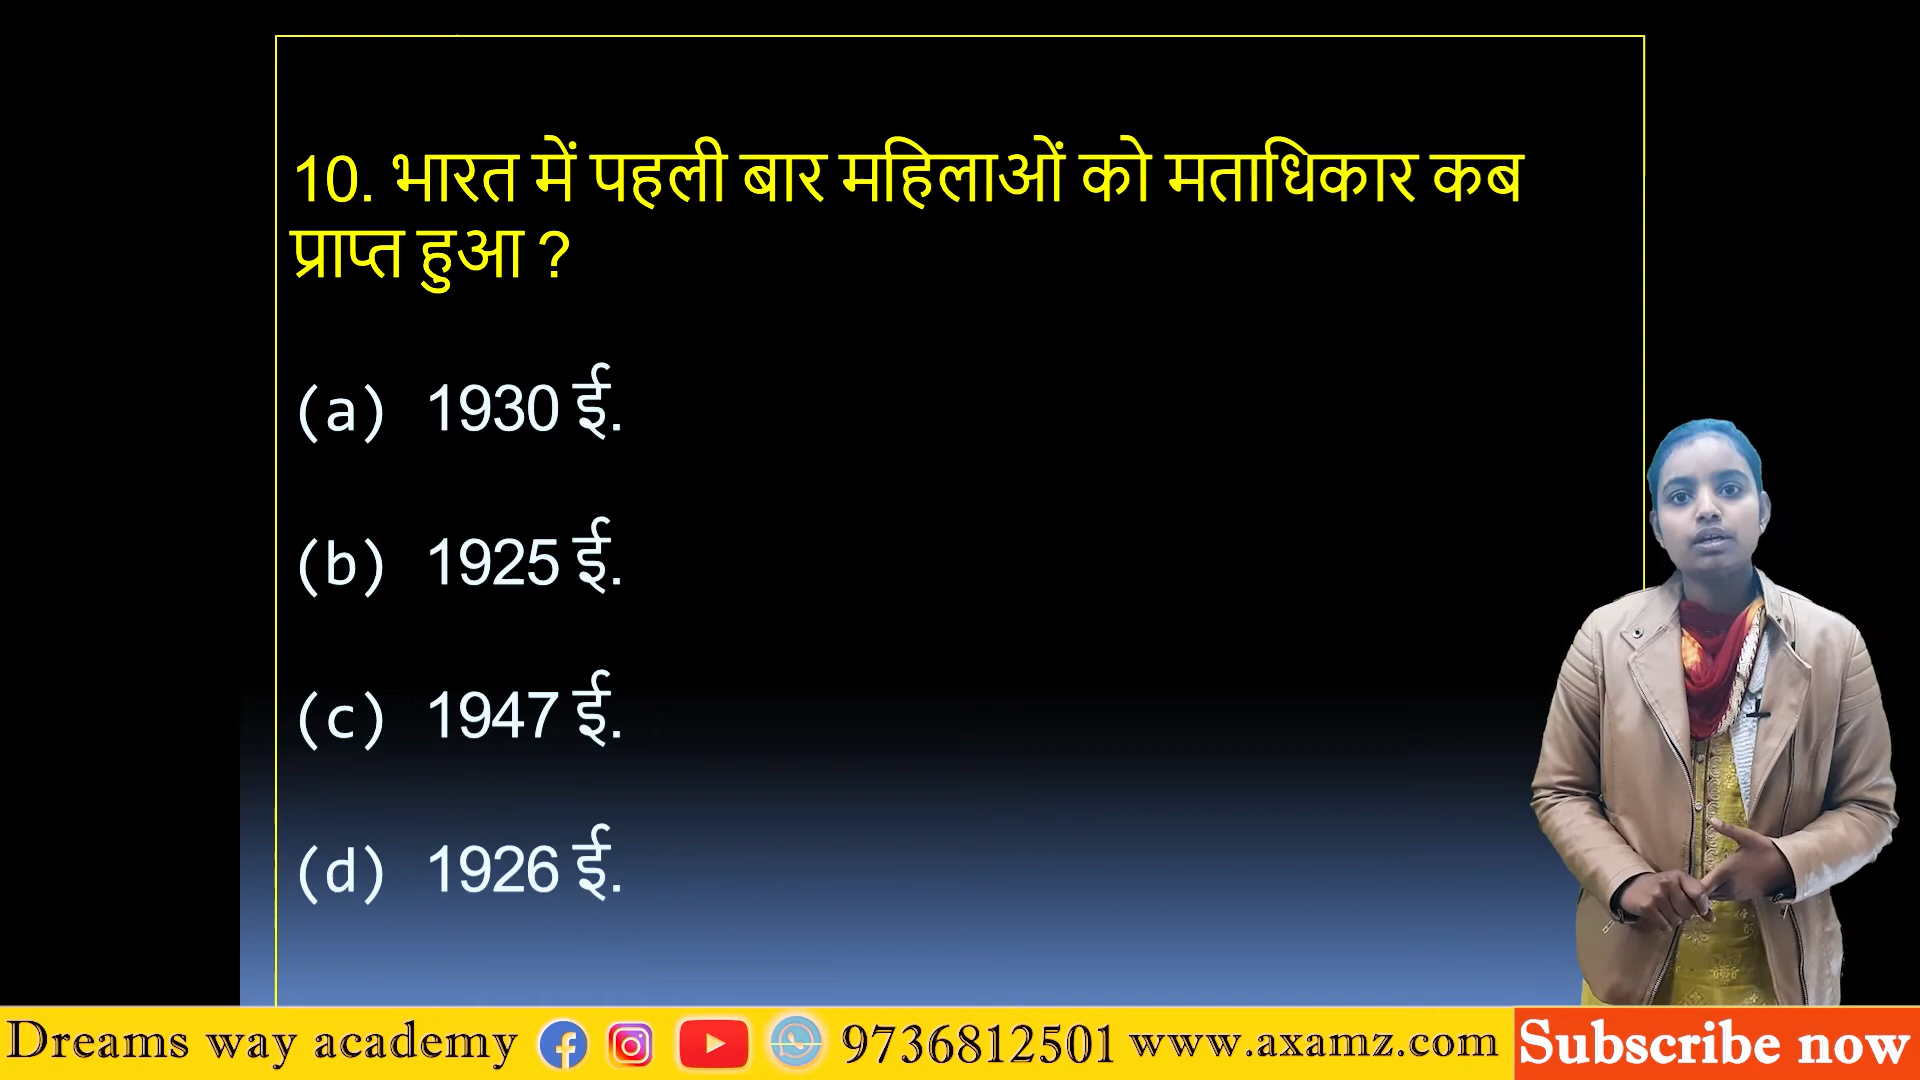 10. भारत में पहली बार महिलाओं को मताधिकार कब
प्राप्त हुआ ?
(a) 1930 ई.
(b) 1925 ई.
(c) 1947 ई.
(d) 1926 ई.
Dreams way academy 9736812501 www.axamz.com Subscribe now